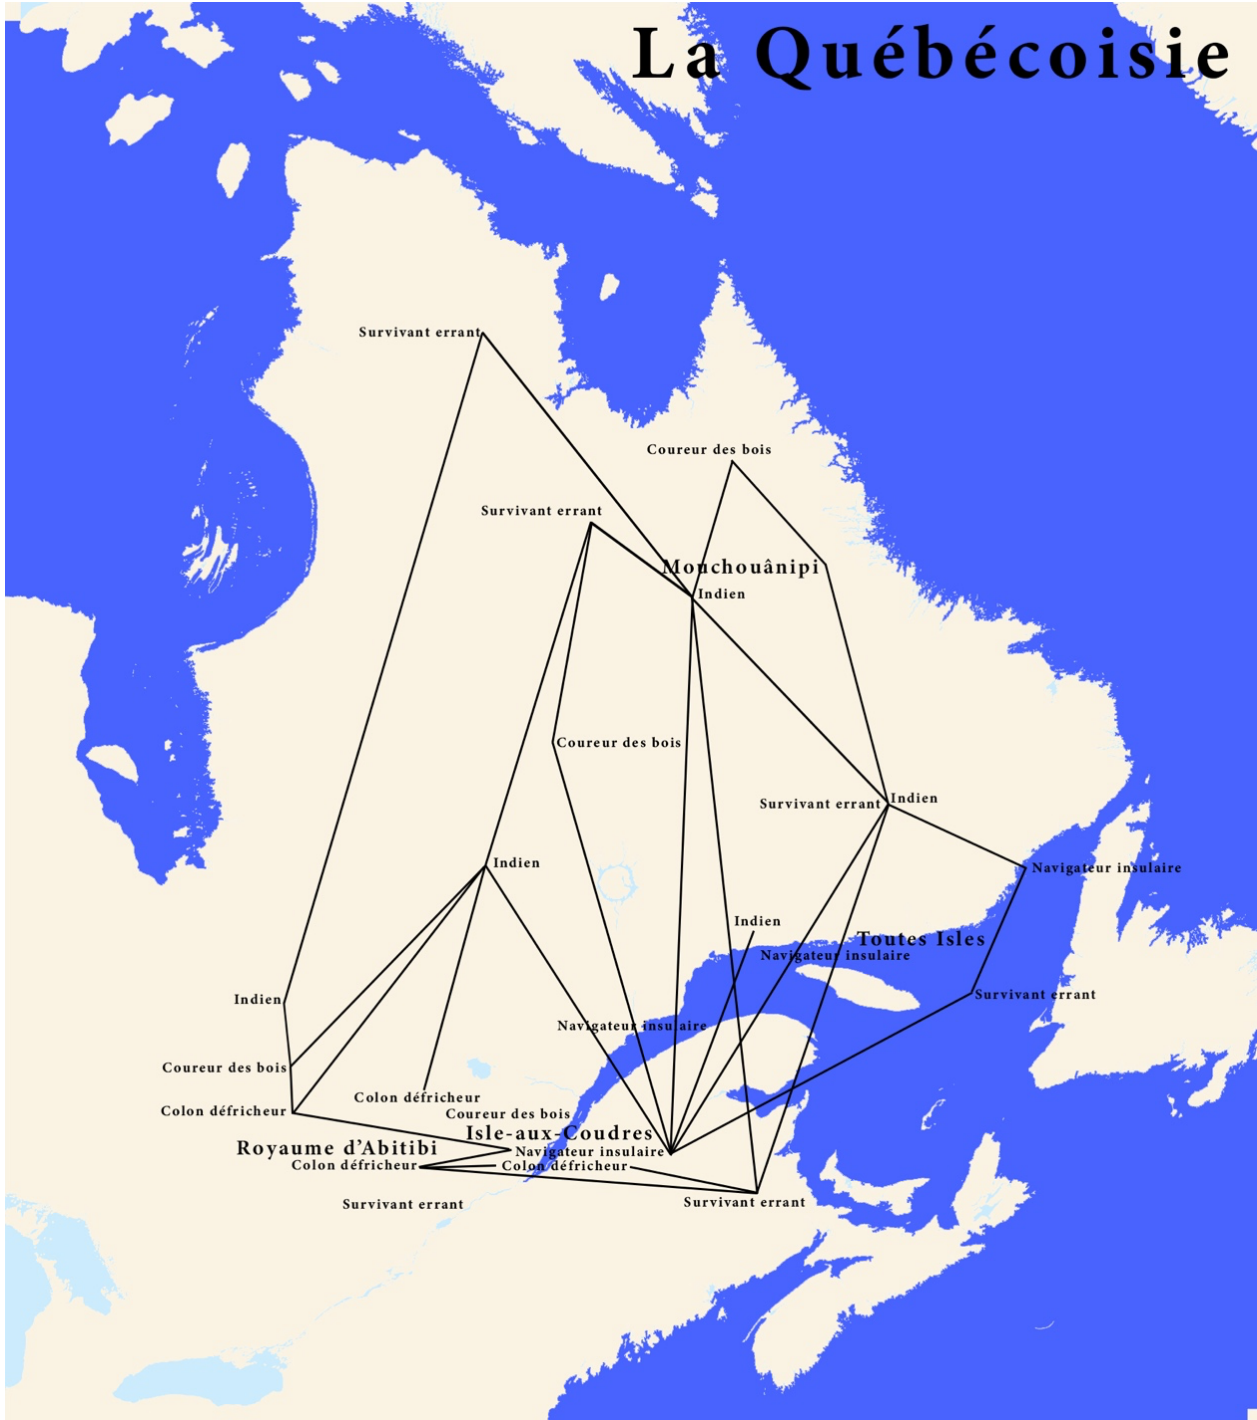 La Québécoisie
Survivant errant
Coureur des bois
Survivant errant
Mouchouânipi
Indien
Coureur des bois
Survivant errant
Indien
Indien
Navigateur insulaire
Indien
Toutes Isles
Navigateur insulaire
Survivant errant
Indien
Navigateur insulaire
Coureur des bois
Colon défricheur
Colon défricheur
Coureur des bois
Isle-aux-Coudres
Royaume d'Abitibi
Navigateur insulaire
Colon défricheur
Colon défricheur
Survivant errant
Survivant errant